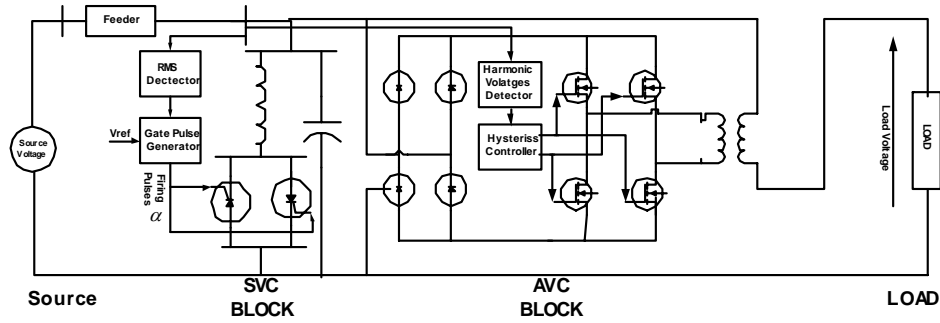 Feeder
RMS
Dectector
Harmonic
Volatges
Detector
Source
Voltage
Vref
Gate Pulse
Generator
Hysteriss
Controller
Firing
Pulses
α
Load Voltage
LOAD
Source
SVC
BLOCK
AVC
BLOCK
LOAD